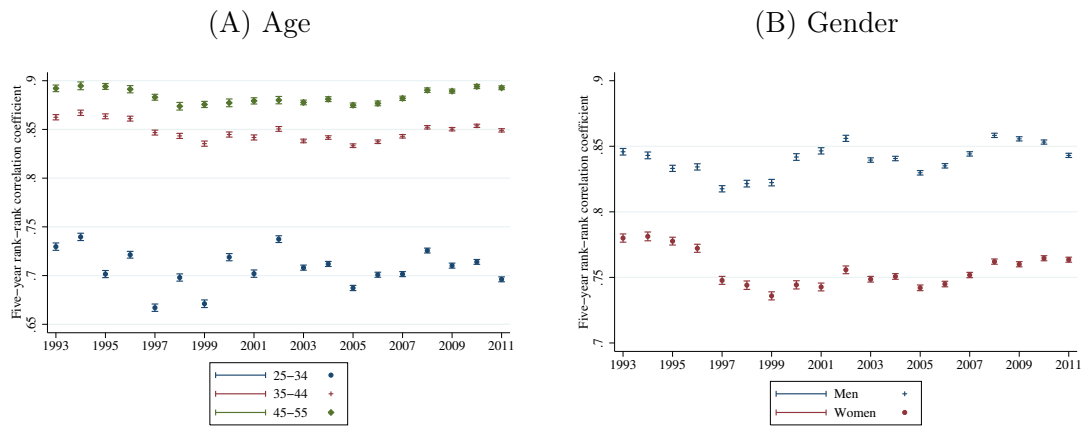 (A) Age
Five−year rank−rank correlation coefficient
.9
.85
.8
.75
.7
.65
1993 1995 1997 1999 2001 2003 2005 2007 2009 2011
25−34
35−44
45−55
(B) Gender
Five−year rank−rank correlation coefficient
.9
.85
.8
.75
.7
1993 1995 1997 1999 2001 2003 2005 2007 2009 2011
Men
Women